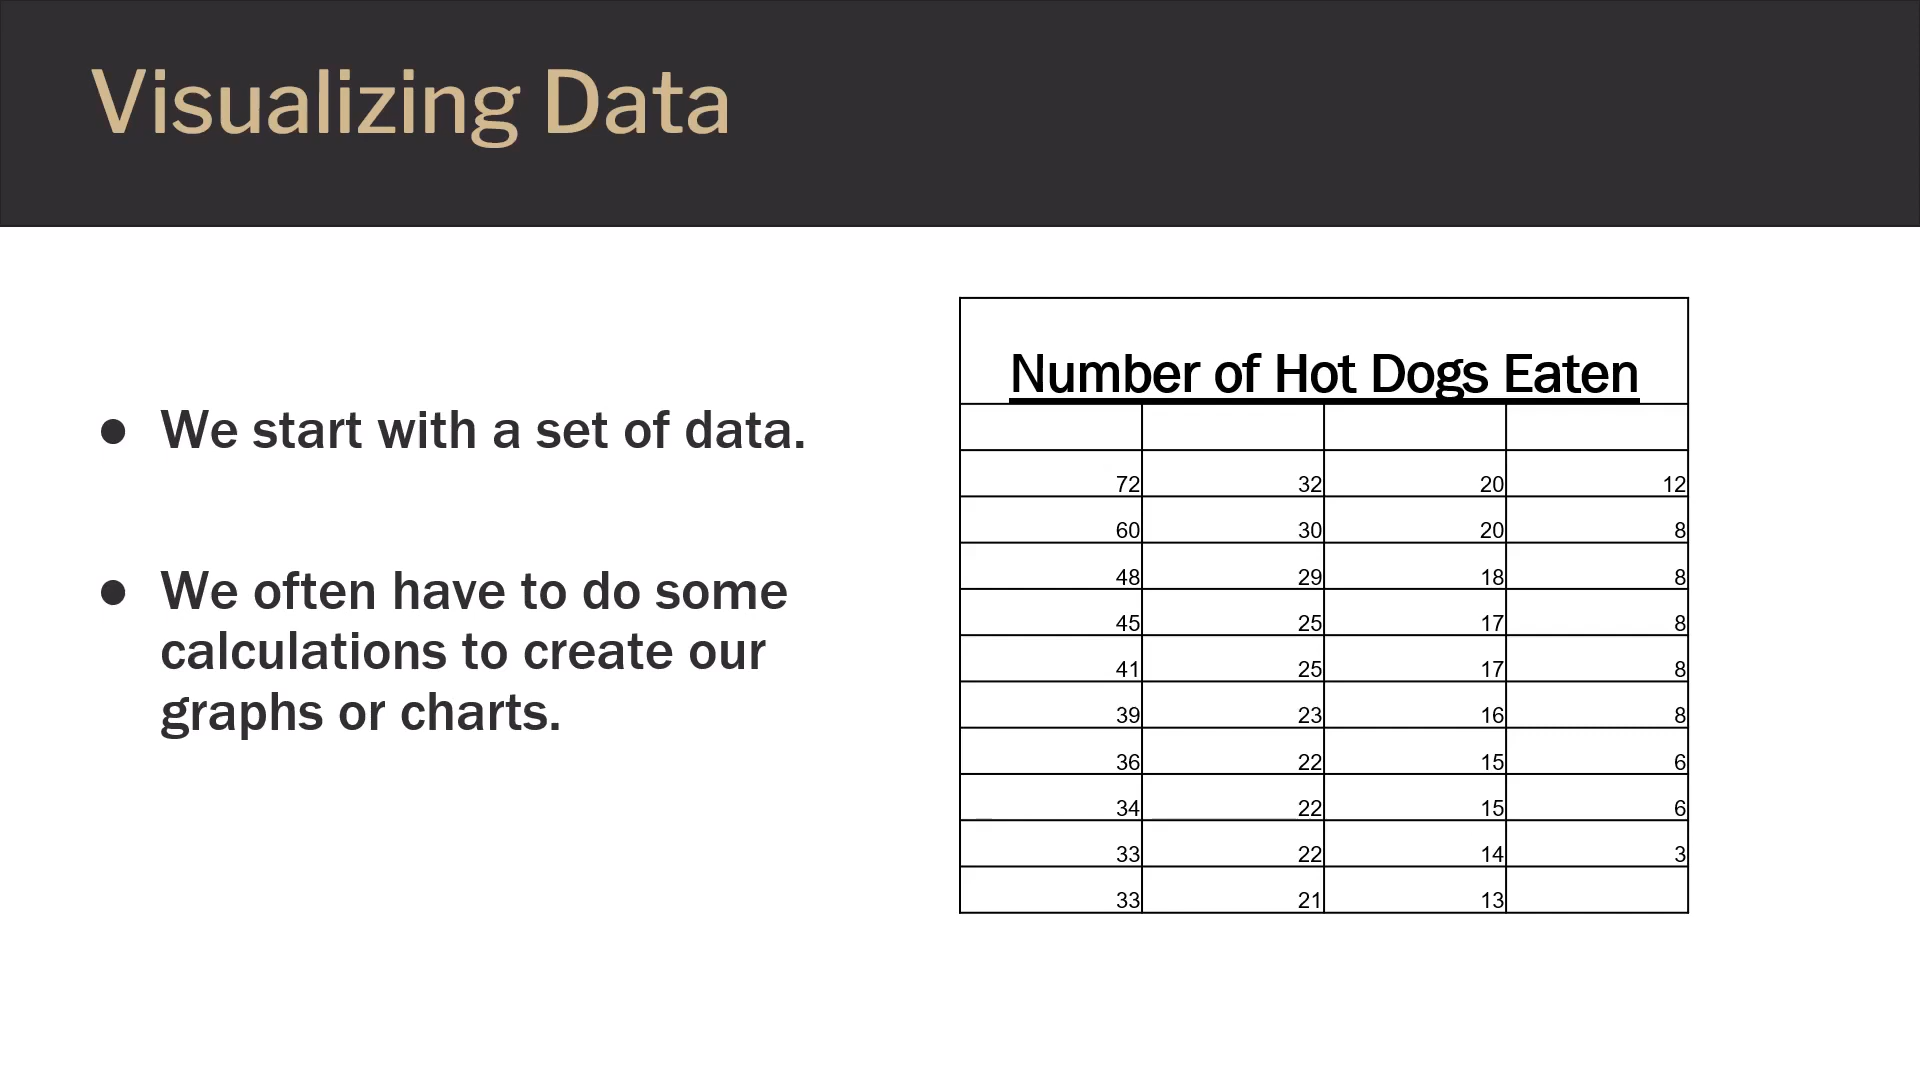 Visualizing Data
● We start with a set of data.
● We often have to do some
calculations to create our
graphs or charts.
Number of Hot Dogs Eaten
72 32 20 12
60 30 20 8
48 29 18 8
45 25 17 8
41 25 17 8
39 23 16 8
36 22 15 6
34 22 15 6
33 22 14 3
33 21 13